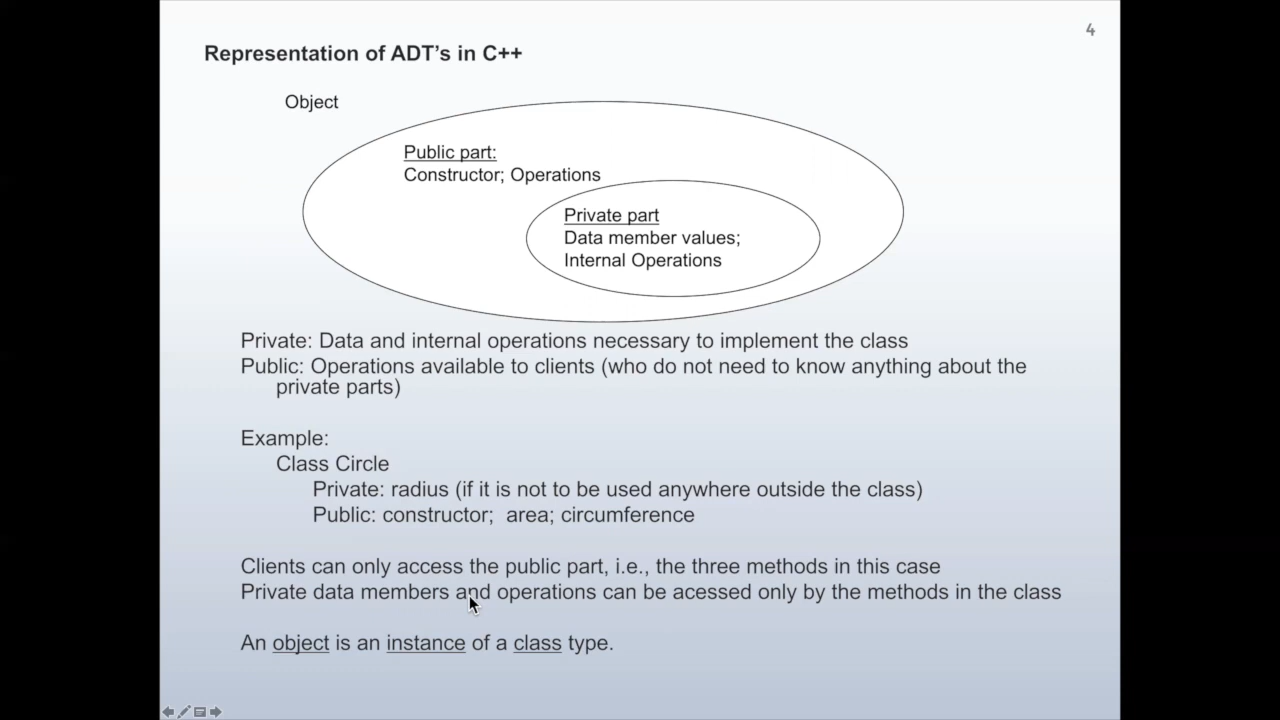 4
Representation of ADT’s in C++
Object
Public part:
Constructor; Operations
Private part
Data member values;
Internal Operations
Private: Data and internal operations necessary to implement the class
Public: Operations available to clients (who do not need to know anything about the
private parts)
Example:
Class Circle
Private: radius (if it is not to be used anywhere outside the class)
Public: constructor;  area; circumference
Clients can only access the public part, i.e., the three methods in this case
Private data members and operations can be acessed only by the methods in the class
An object is an instance of a class type.